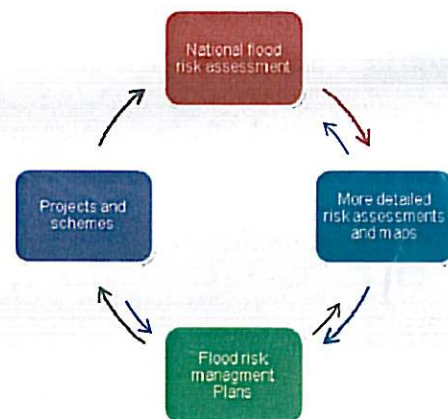 National flood
risk assessment
Projects and
schemes
More detailed
risk assessments
and maps
Flood risk
managment
Plans